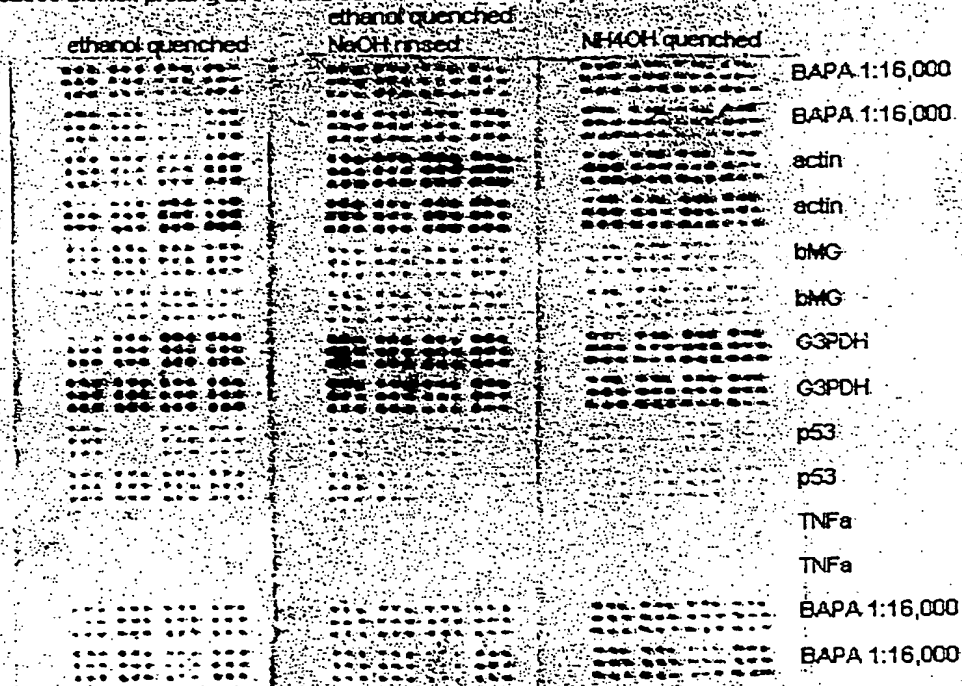 ethanol quenched
ethanol quenched
NaOH rinsed
NH4OH quenched
BAPA 1:16,000
BAPA 1:16,000
actin
actin
bMG
bMG
G3PDH
G3PDH
p53
p53
TNFa
TNFa
BAPA 1:16,000
BAPA 1:16,000